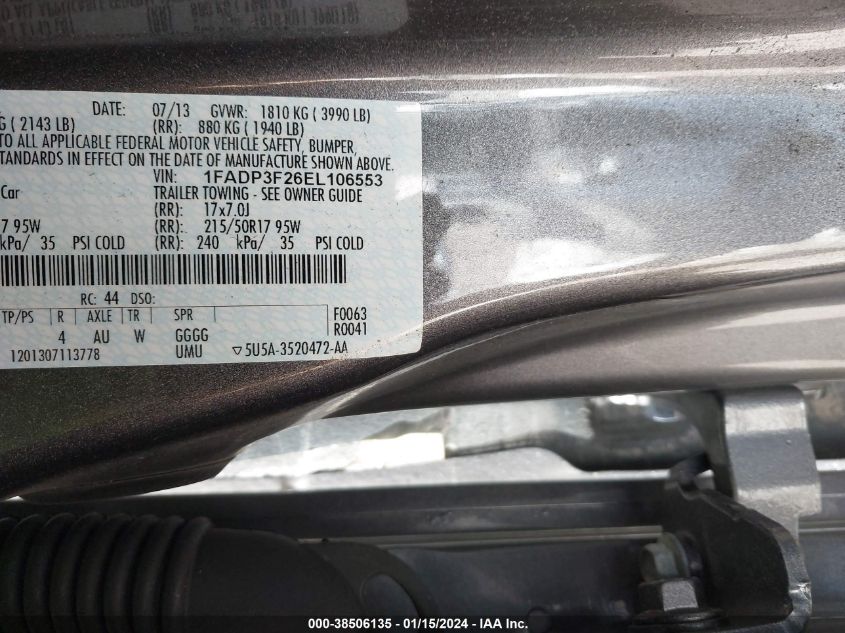 DATE: 07/13 GVWR: 1810 KG ( 3990 LB)
G ( 2143 LB) (RR): 880 KG ( 1940 LB)
TO ALL APPLICABLE FEDERAL MOTOR VEHICLE SAFETY, BUMPER,
STANDARDS IN EFFECT ON THE DATE OF MANUFACTURE SHOWN ABOVE.
VIN: 1FADP3F26EL106553
Car TRAILER TOWING - SEE OWNER GUIDE
(RR): 17x7.0J
7 95W (RR): 215/50R17 95W
kPa/ 35 PSI COLD (RR): 240 kPa/ 35 PSI COLD
RC: 44 DSO:
TP/PS R AXLE TR SPR F0063
R0041
4 AU W GGGG
1201307113778 UMU ▽5U5A-3520472-AA
000-38506135 - 01/15/2024 - IAA Inc.